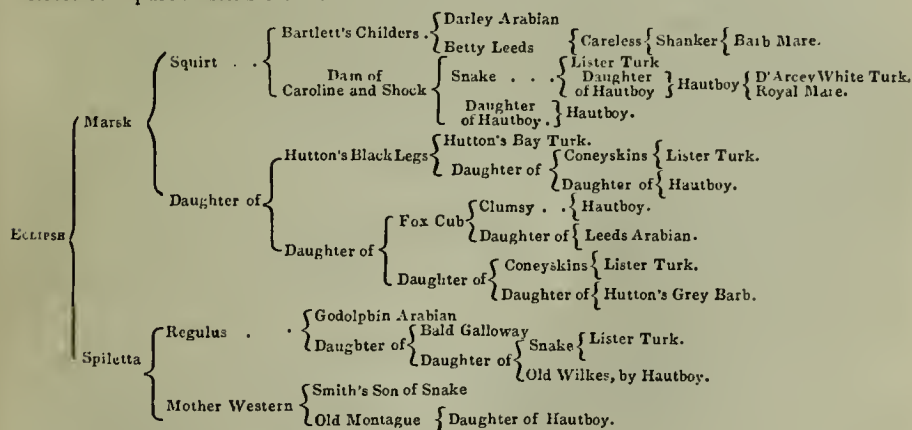 Darley Arabian
Bartlett's Childers .
Betty Leeds { Careless { Shanker { Barb Mare.
Squirt . .
Dam of
Caroline and Shock
Snake . . .
Lister Turk
Daughter
of Hautboy } Hautboy { D'Arcey White Turk.
Royal Mare.
Daughter
of Hautboy . } Hautboy.
Marsk
Hutton's Bay Turk.
Hutton's Black Legs
Daughter of
Coneyskins { Lister Turk.
Daughter of { Hautboy.
Daughter of
Fox Cub
Clumsy . . { Hautboy.
Daughter of { Leeds Arabian.
Daughter of
Daughter of
Coneyskins { Lister Turk.
Daughter of { Hutton's Grey Barb.
ECLIPSE
Godolphin Arabian
Regulus . .
Daughter of
Bald Galloway
Daughter of
Snake { Lister Turk.
Old Wilkes, by Hautboy.
Spiletta
Mother Western
Smith's Son of Snake
Old Montague { Daughter of Hautboy.